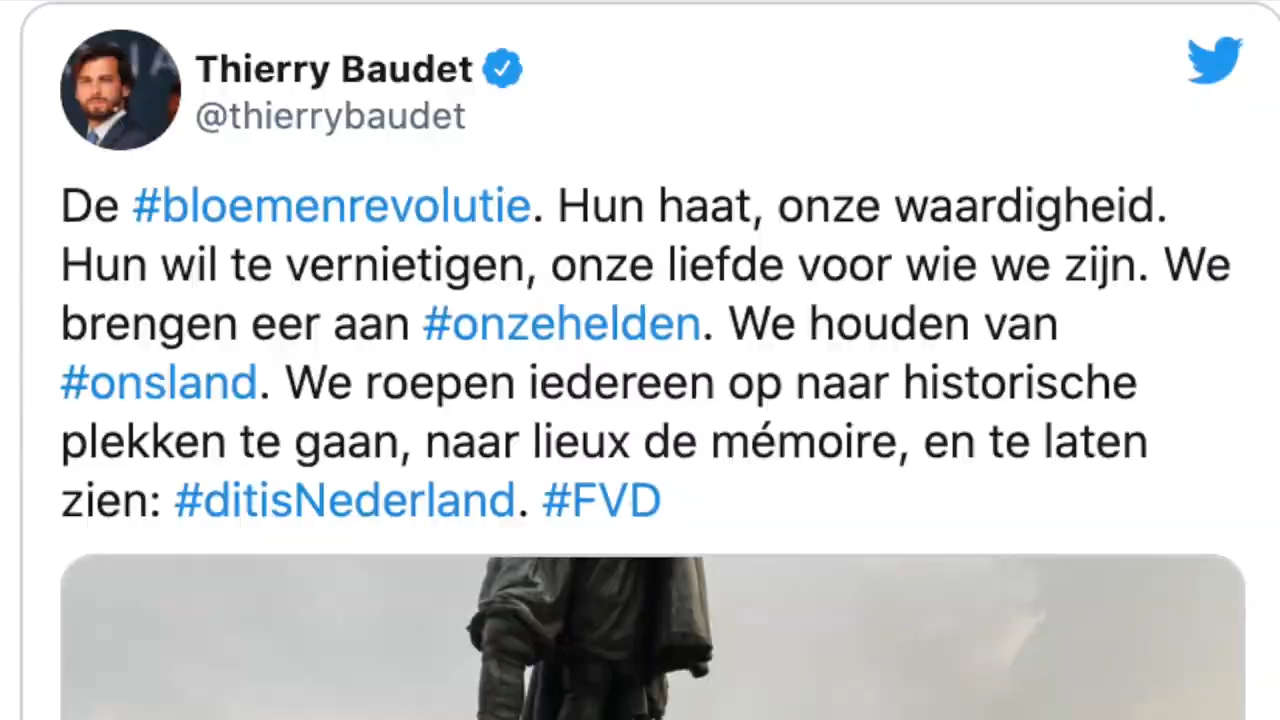 Thierry Baudet
@thierrybaudet
De #bloemenrevolutie. Hun haat, onze waardigheid.
Hun wil te vernietigen, onze liefde voor wie we zijn. We
brengen eer aan #onzehelden. We houden van
#onsland. We roepen iedereen op naar historische
plekken te gaan, naar lieux de mémoire, en te laten
zien: #ditisNederland. #FVD